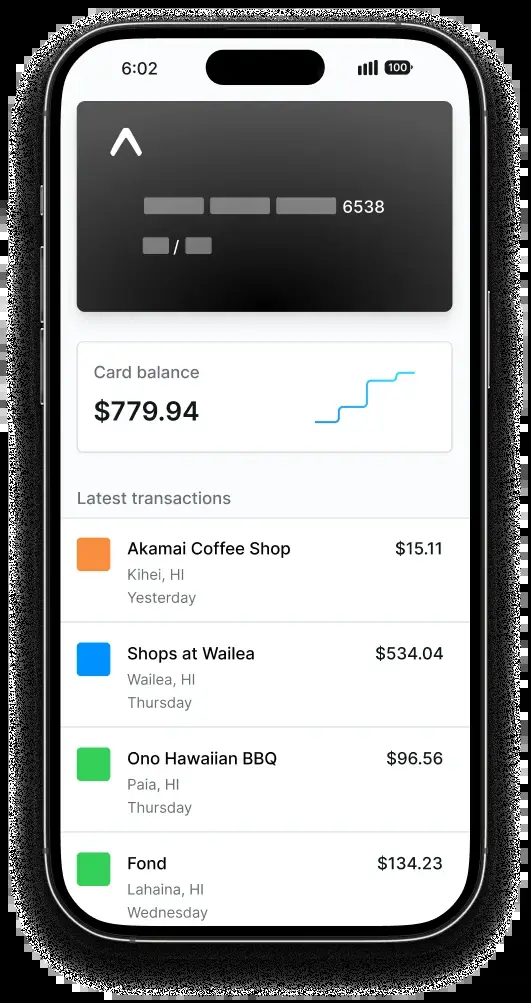 6:02
100
6538
/
Card balance
$779.94
Latest transactions
Akamai Coffee Shop $15.11
Kihei, HI
Yesterday
Shops at Wailea $534.04
Wailea, HI
Thursday
Ono Hawaiian BBQ $96.56
Paia, HI
Thursday
Fond $134.23
Lahaina, HI
Wednesday